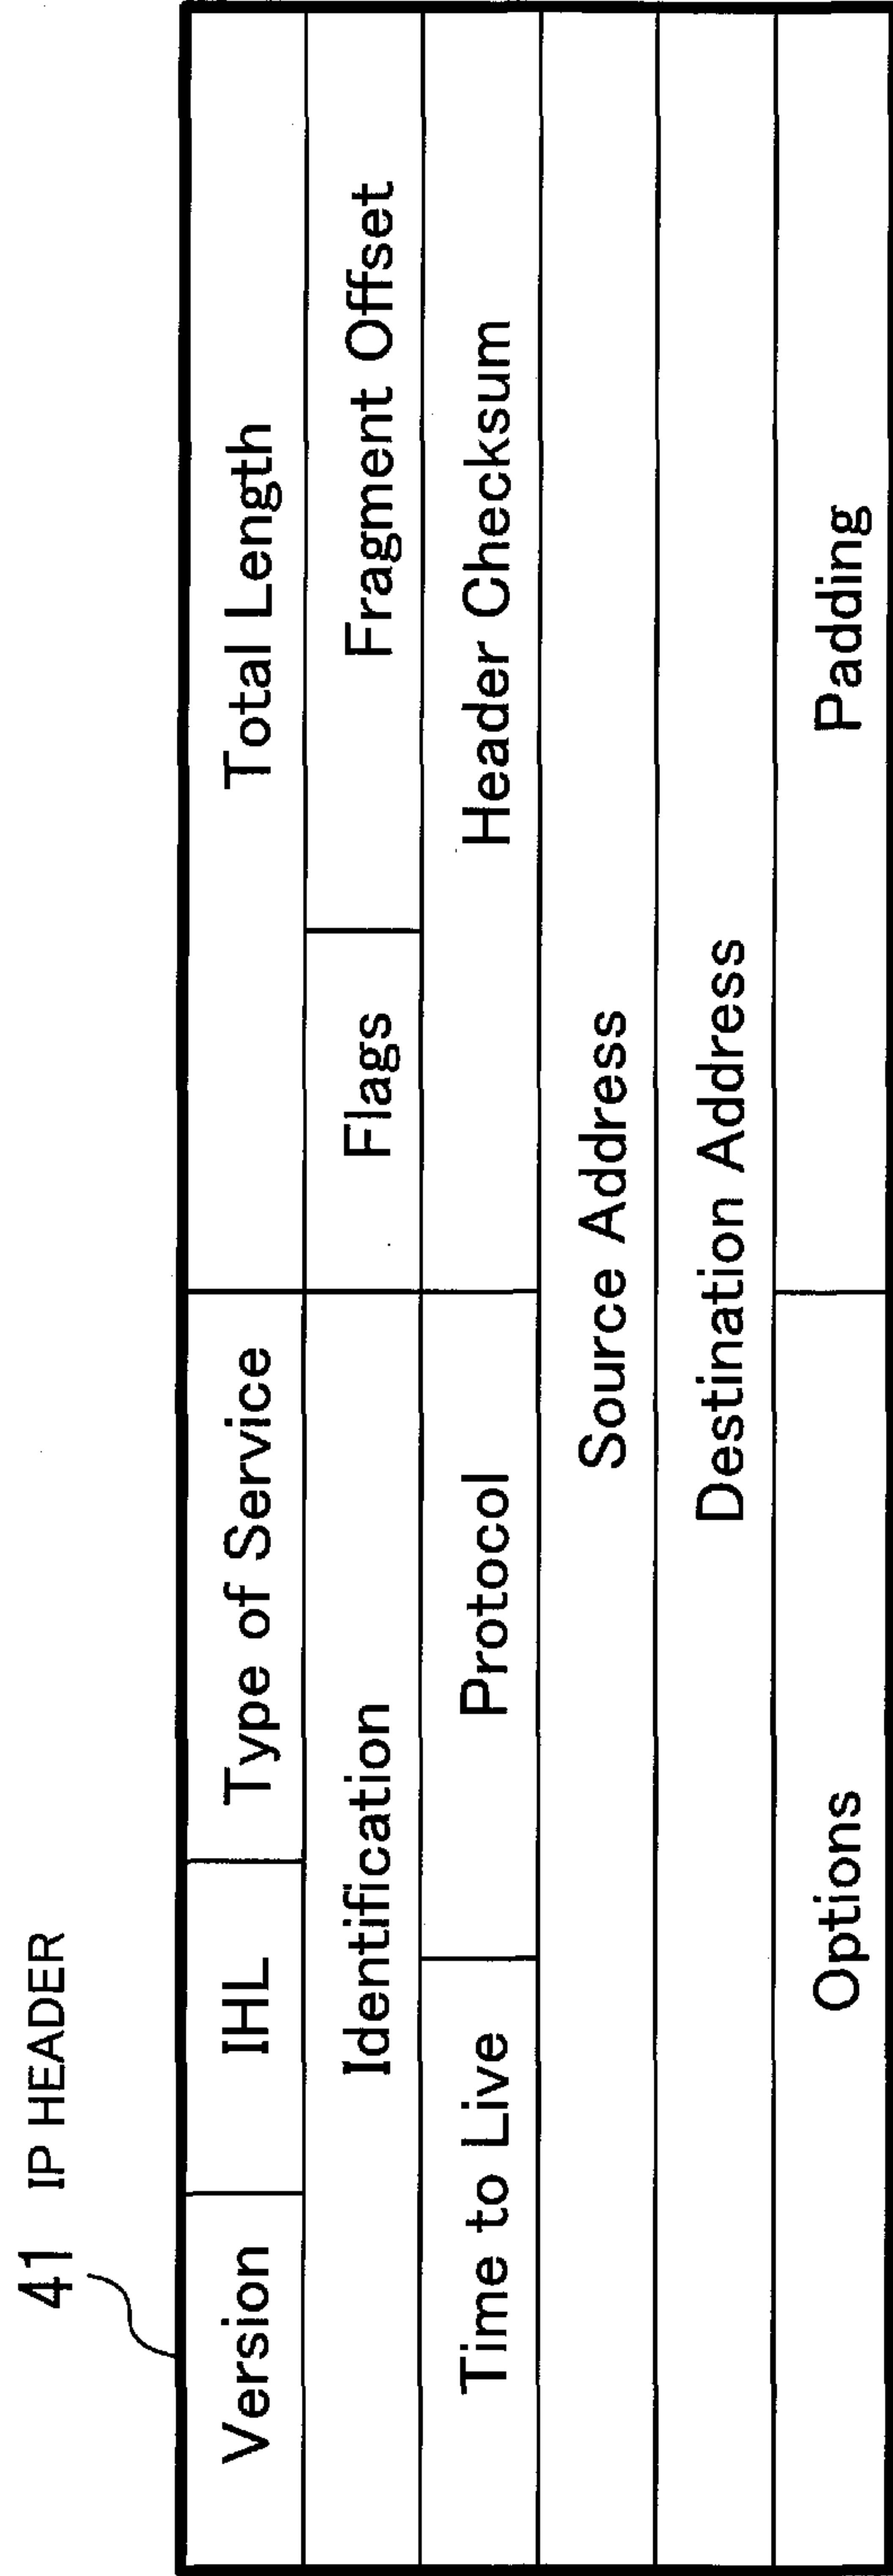 41 IP HEADER
Version IHL Type of Service Total Length
Identification Flags Fragment Offset
Time to Live Protocol Header Checksum
Source Address
Destination Address
Options Padding